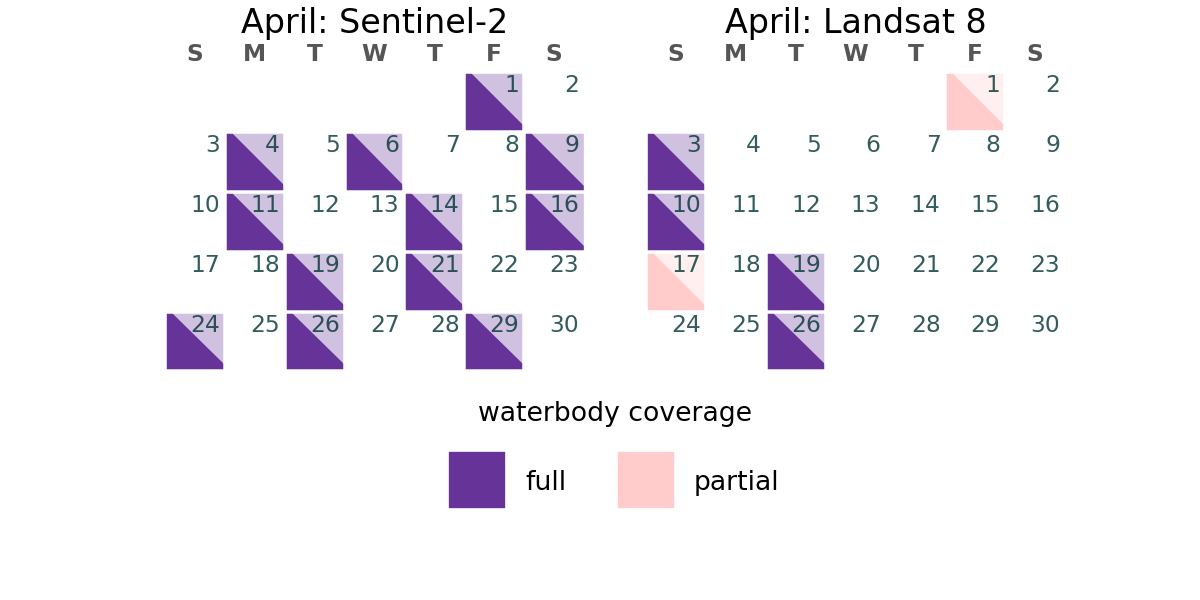 April: Sentinel-2
S M T W T F S
1 2
3 4 5 6 7 8 9
10 11 12 13 14 15 16
17 18 19 20 21 22 23
24 25 26 27 28 29 30
April: Landsat 8
S M T W T F S
1 2
3 4 5 6 7 8 9
10 11 12 13 14 15 16
17 18 19 20 21 22 23
24 25 26 27 28 29 30
waterbody coverage
full
partial